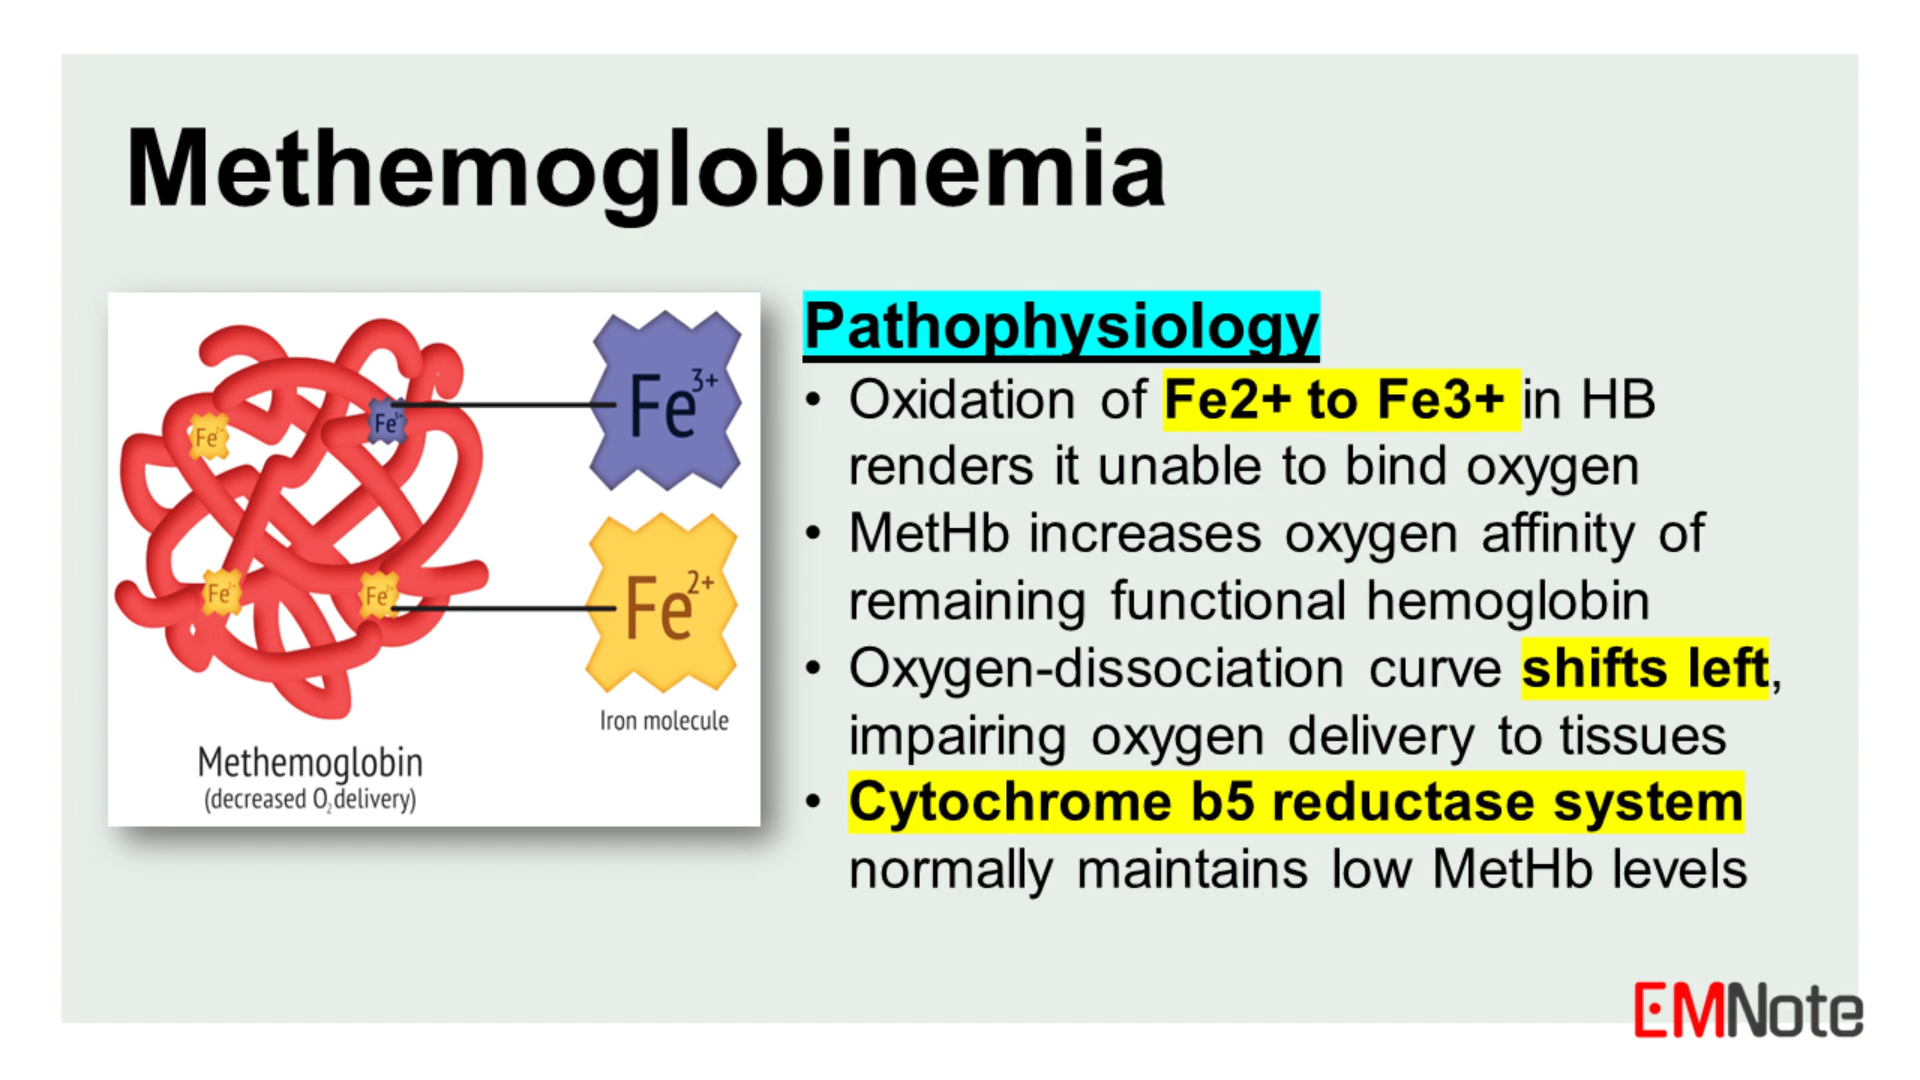 Methemoglobinemia
Fe3+
Fe2+
Fe
Fe3+
Fe2+
Fe2+
Fe2+
Iron molecule
Methemoglobin
(decreased O2 delivery)
Pathophysiology
• Oxidation of Fe2+ to Fe3+ in HB
renders it unable to bind oxygen
• MetHb increases oxygen affinity of
remaining functional hemoglobin
• Oxygen-dissociation curve shifts left,
impairing oxygen delivery to tissues
• Cytochrome b5 reductase system
normally maintains low MetHb levels
EMNote